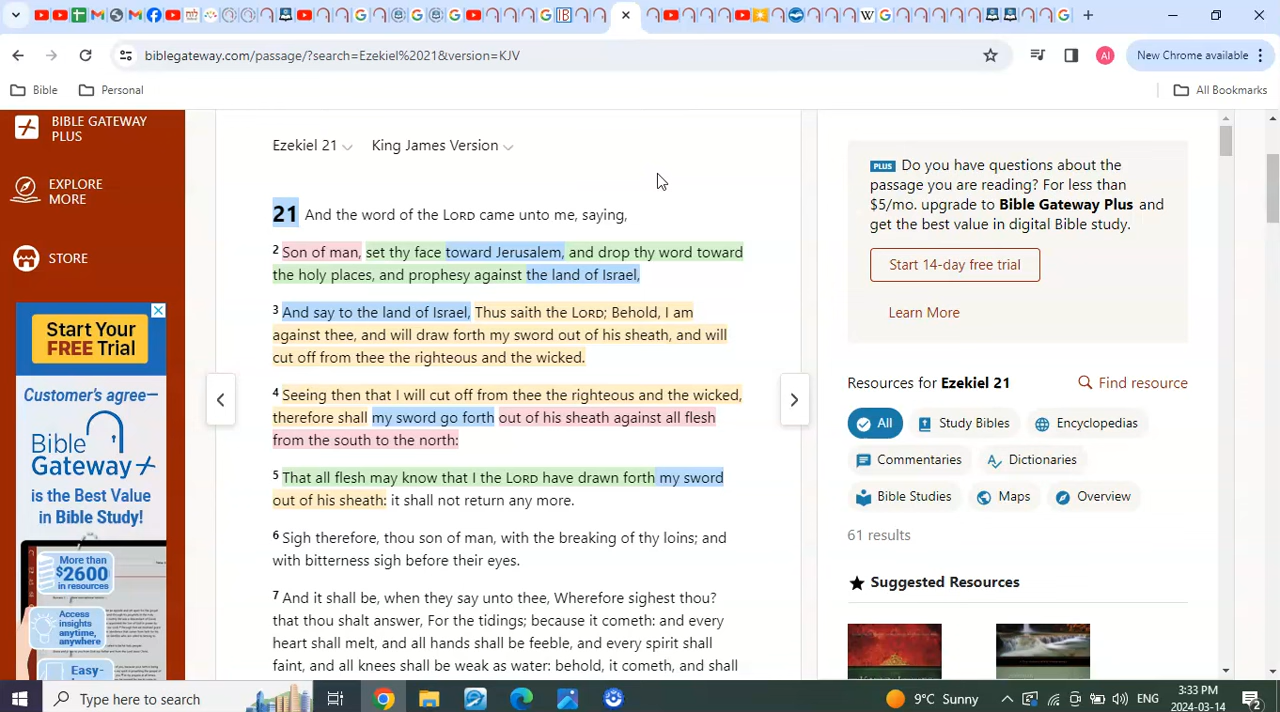 biblegateway.com/passage/?search=Ezekiel%2021&version=KJV
AI
New Chrome available
Bible
Personal
All Bookmarks
BIBLE GATEWAY
PLUS
EXPLORE
MORE
STORE
Start Your
FREE Trial
Customer's agree—
Bible
Gateway
is the Best Value
in Bible Study!
More than
$2600
in resources
Access
insights
anytime,
anywhere
Easy-
Ezekiel 21
King James Version
21 And the word of the LORD came unto me, saying,
2 Son of man, set thy face toward Jerusalem, and drop thy word toward
the holy places, and prophesy against the land of Israel,
3 And say to the land of Israel, Thus saith the LORD; Behold, I am
against thee, and will draw forth my sword out of his sheath, and will
cut off from thee the righteous and the wicked.
4 Seeing then that I will cut off from thee the righteous and the wicked,
therefore shall my sword go forth out of his sheath against all flesh
from the south to the north:
5 That all flesh may know that I the LORD have drawn forth my sword
out of his sheath: it shall not return any more.
6 Sigh therefore, thou son of man, with the breaking of thy loins; and
with bitterness sigh before their eyes.
7 And it shall be, when they say unto thee, Wherefore sighest thou?
that thou shalt answer, For the tidings; because it cometh: and every
heart shall melt, and all hands shall be feeble, and every spirit shall
faint, and all knees shall be weak as water: behold, it cometh, and shall
PLUS Do you have questions about the
passage you are reading? For less than
$5/mo. upgrade to Bible Gateway Plus and
get the best value in digital Bible study.
Start 14-day free trial
Learn More
Resources for Ezekiel 21
Find resource
All
Study Bibles
Encyclopedias
Commentaries
Dictionaries
Bible Studies
Maps
Overview
61 results
Suggested Resources
Type here to search
9°C Sunny
ENG
3:33 PM
2024-03-14
2